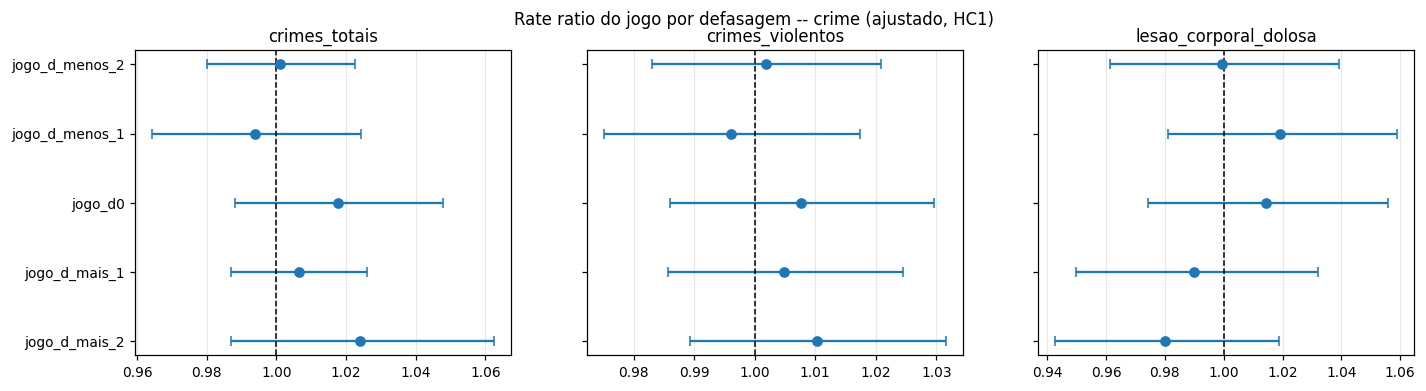 Rate ratio do jogo por defasagem -- crime (ajustado, HC1)
crimes_totais
crimes_violentos
lesao_corporal_dolosa
jogo_d_menos_2
jogo_d_menos_1
jogo_d0
jogo_d_mais_1
jogo_d_mais_2
0.96 0.98 1.00 1.02 1.04 1.06
0.98 0.99 1.00 1.01 1.02 1.03
0.94 0.96 0.98 1.00 1.02 1.04 1.06